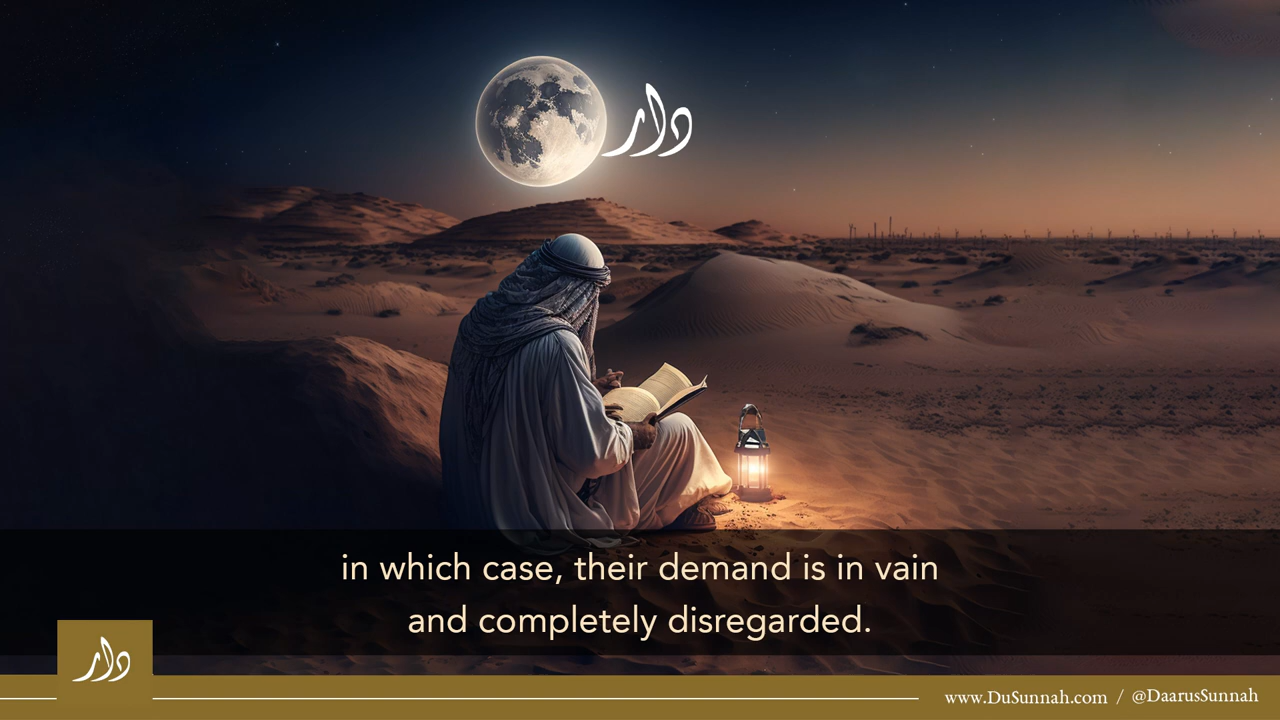 دار
in which case, their demand is in vain
and completely disregarded.
دار
www.DuSunnah.com / @DaarusSunnah